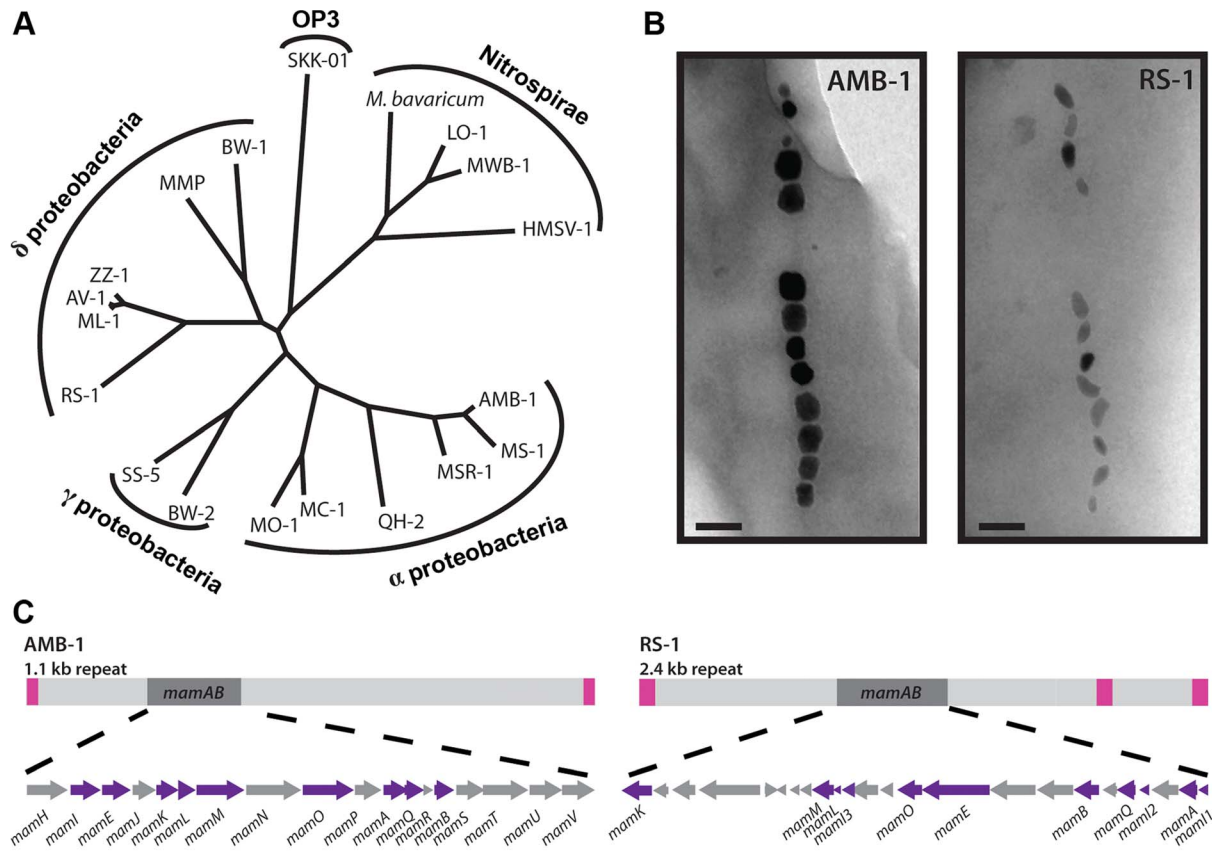 A
OP3
SKK-01
Nitrospirae
M. bavaricum
LO-1
MWB-1
HMSV-1
δ proteobacteria
BW-1
MMP
ZZ-1
AV-1
ML-1
RS-1
SS-5
BW-2
γ proteobacteria
MO-1
MC-1
QH-2
MSR-1
MS-1
AMB-1
α proteobacteria
B
AMB-1
RS-1
C
AMB-1
1.1 kb repeat
mamAB
mamH
mamI
mamE
mamJ
mamK
mamL
mamM
mamN
mamO
mamP
mamA
mamQ
mamR
mamB
mamS
mamT
mamU
mamV
RS-1
2.4 kb repeat
mamAB
mamK
mamM
mamL
mamI3
mamO
mamE
mamB
mamQ
mamI2
mamA
mamI1